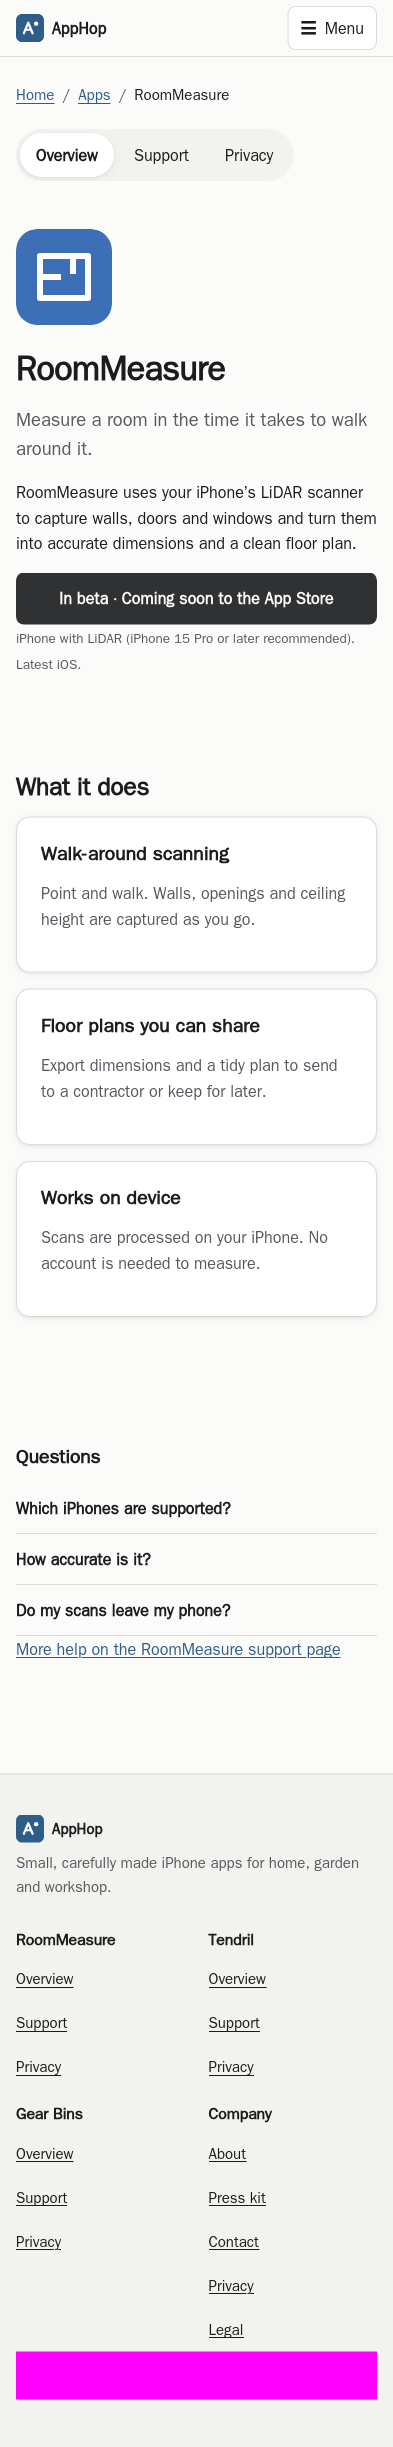 AppHop
Menu
Home / Apps / RoomMeasure
Overview Support Privacy
RoomMeasure
Measure a room in the time it takes to walk
around it.
RoomMeasure uses your iPhone's LiDAR scanner
to capture walls, doors and windows and turn them
into accurate dimensions and a clean floor plan.
In beta · Coming soon to the App Store
iPhone with LiDAR (iPhone 15 Pro or later recommended).
Latest iOS.
What it does
Walk-around scanning
Point and walk. Walls, openings and ceiling
height are captured as you go.
Floor plans you can share
Export dimensions and a tidy plan to send
to a contractor or keep for later.
Works on device
Scans are processed on your iPhone. No
account is needed to measure.
Questions
Which iPhones are supported?
How accurate is it?
Do my scans leave my phone?
More help on the RoomMeasure support page
AppHop
Small, carefully made iPhone apps for home, garden
and workshop.
RoomMeasure
Overview
Support
Privacy
Tendril
Overview
Support
Privacy
Gear Bins
Overview
Support
Privacy
Company
About
Press kit
Contact
Privacy
Legal